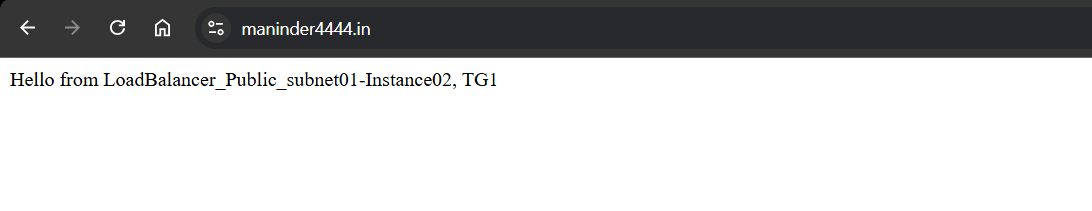 maninder4444.in
Hello from LoadBalancer_Public_subnet01-Instance02, TG1